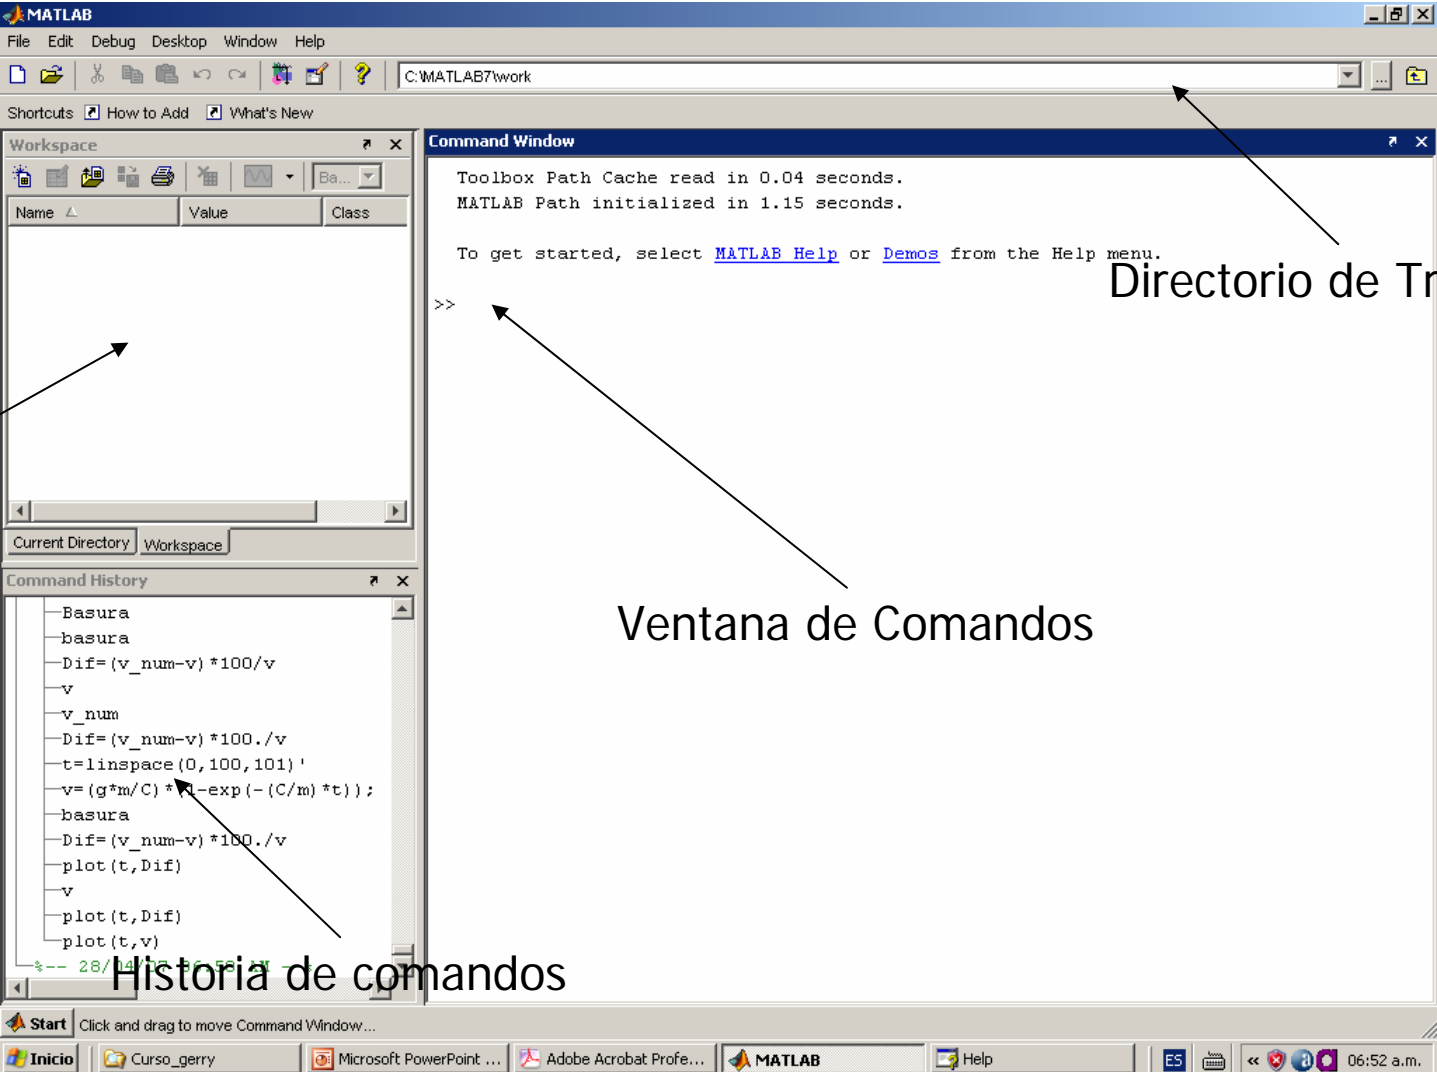 MATLAB
File Edit Debug Desktop Window Help
C:\MATLAB7\work
...
Shortcuts How to Add What's New
Workspace
Ba...
Name Value Class
Current Directory Workspace
Command History
Basura
basura
Dif=(v_num-v)*100/v
v
v_num
Dif=(v_num-v)*100./v
t=linspace(0,100,101)'
v=(g*m/C)*(1-exp(-(C/m)*t));
basura
Dif=(v_num-v)*100./v
plot(t,Dif)
v
plot(t,Dif)
plot(t,v)
%-- 28/04/07
Historia de comandos
Command Window
Toolbox Path Cache read in 0.04 seconds.
MATLAB Path initialized in 1.15 seconds.
To get started, select MATLAB Help or Demos from the Help menu.
>>
Directorio de Tr
Ventana de Comandos
Start Click and drag to move Command Window...
Inicio Curso_gerry Microsoft PowerPoint ... Adobe Acrobat Profe... MATLAB Help ES « 06:52 a.m.